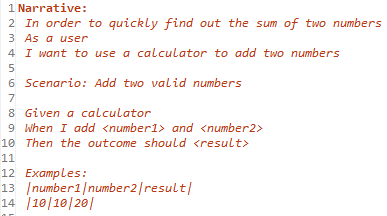 1 Narrative:
2 In order to quickly find out the sum of two numbers
3 As a user
4 I want to use a calculator to add two numbers
5
6 Scenario: Add two valid numbers
7
8 Given a calculator
9 When I add <number1> and <number2>
10 Then the outcome should <result>
11
12 Examples:
13 |number1|number2|result|
14 |10|10|20|